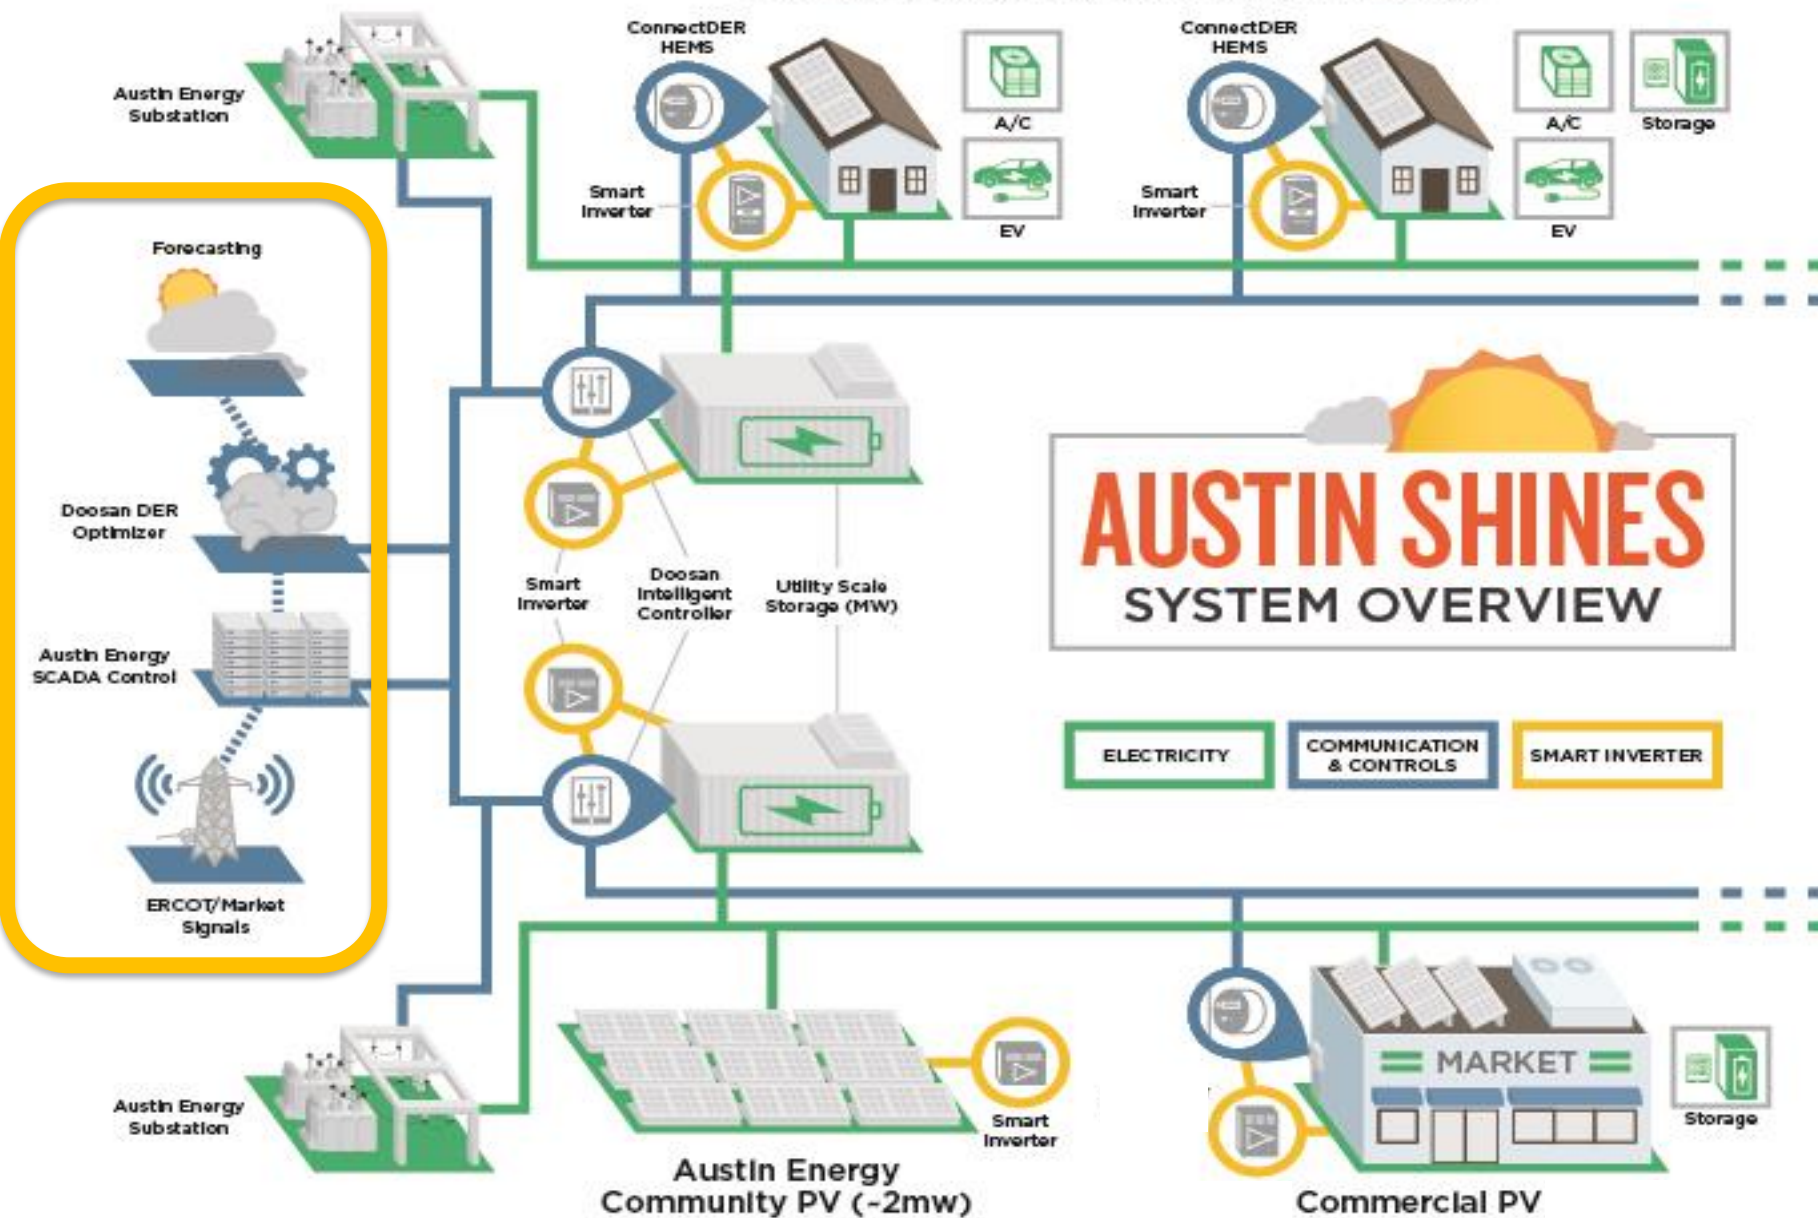 ConnectDER
HEMS
ConnectDER
HEMS
Austin Energy
Substation
A/C
A/C
Storage
Smart
Inverter
EV
Smart
Inverter
EV
Forecasting
Doosan DER
Optimizer
Austin Energy
SCADA Control
ERCOT/Market
Signals
Smart
Inverter
Doosan
Intelligent
Controller
Utility Scale
Storage (MW)
AUSTIN SHINES
SYSTEM OVERVIEW
ELECTRICITY
COMMUNICATION
& CONTROLS
SMART INVERTER
Austin Energy
Substation
Smart
Inverter
Austin Energy
Community PV (~2mw)
MARKET
Storage
Commercial PV